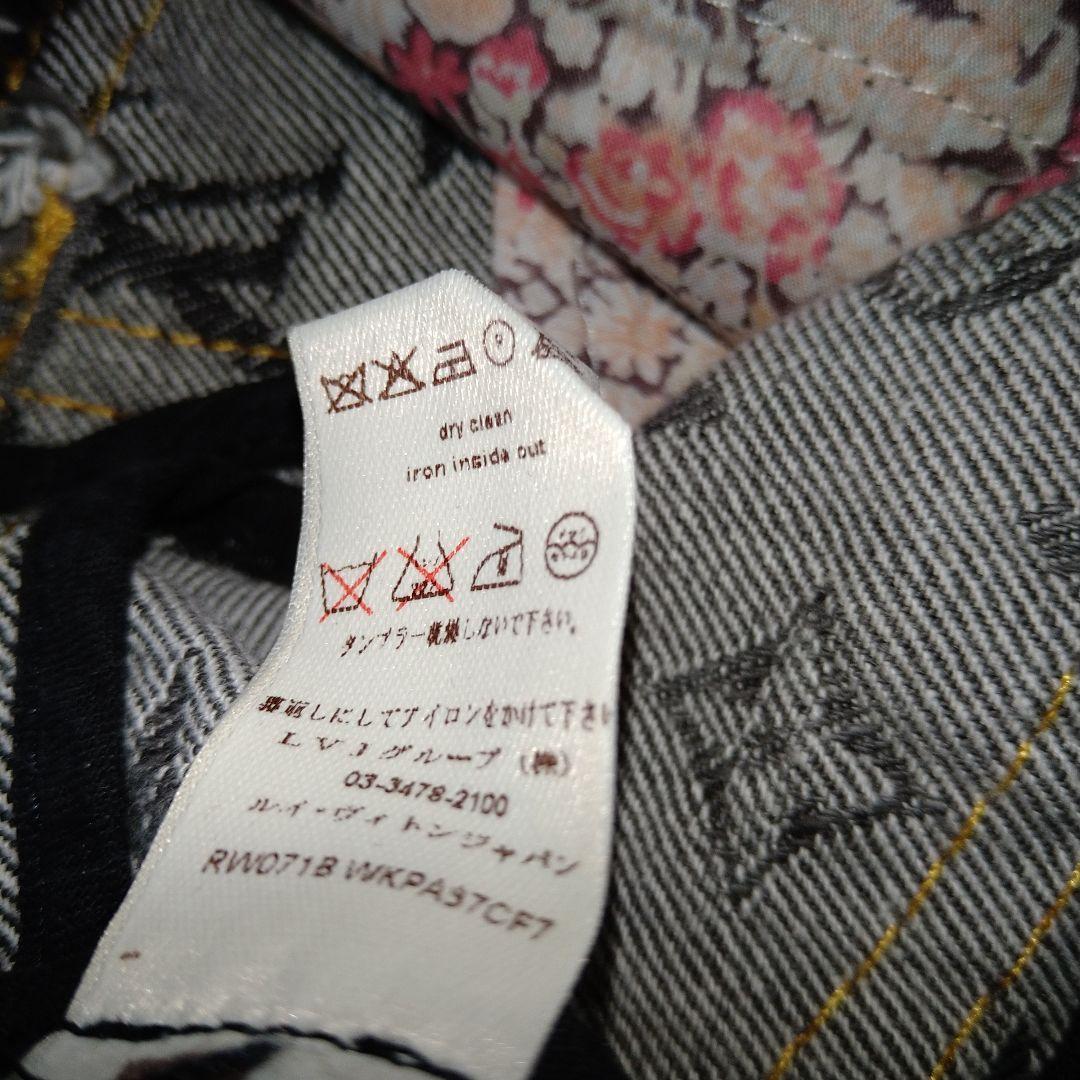 dry clean
iron inside out
タンブラー乾燥しないで下さい。
裏返しにしてアイロンをかけて下さい
LVJグループ (株)
03-3478-2100
ルイ・ヴィトンジャパン
RW071B WKPA37CF7